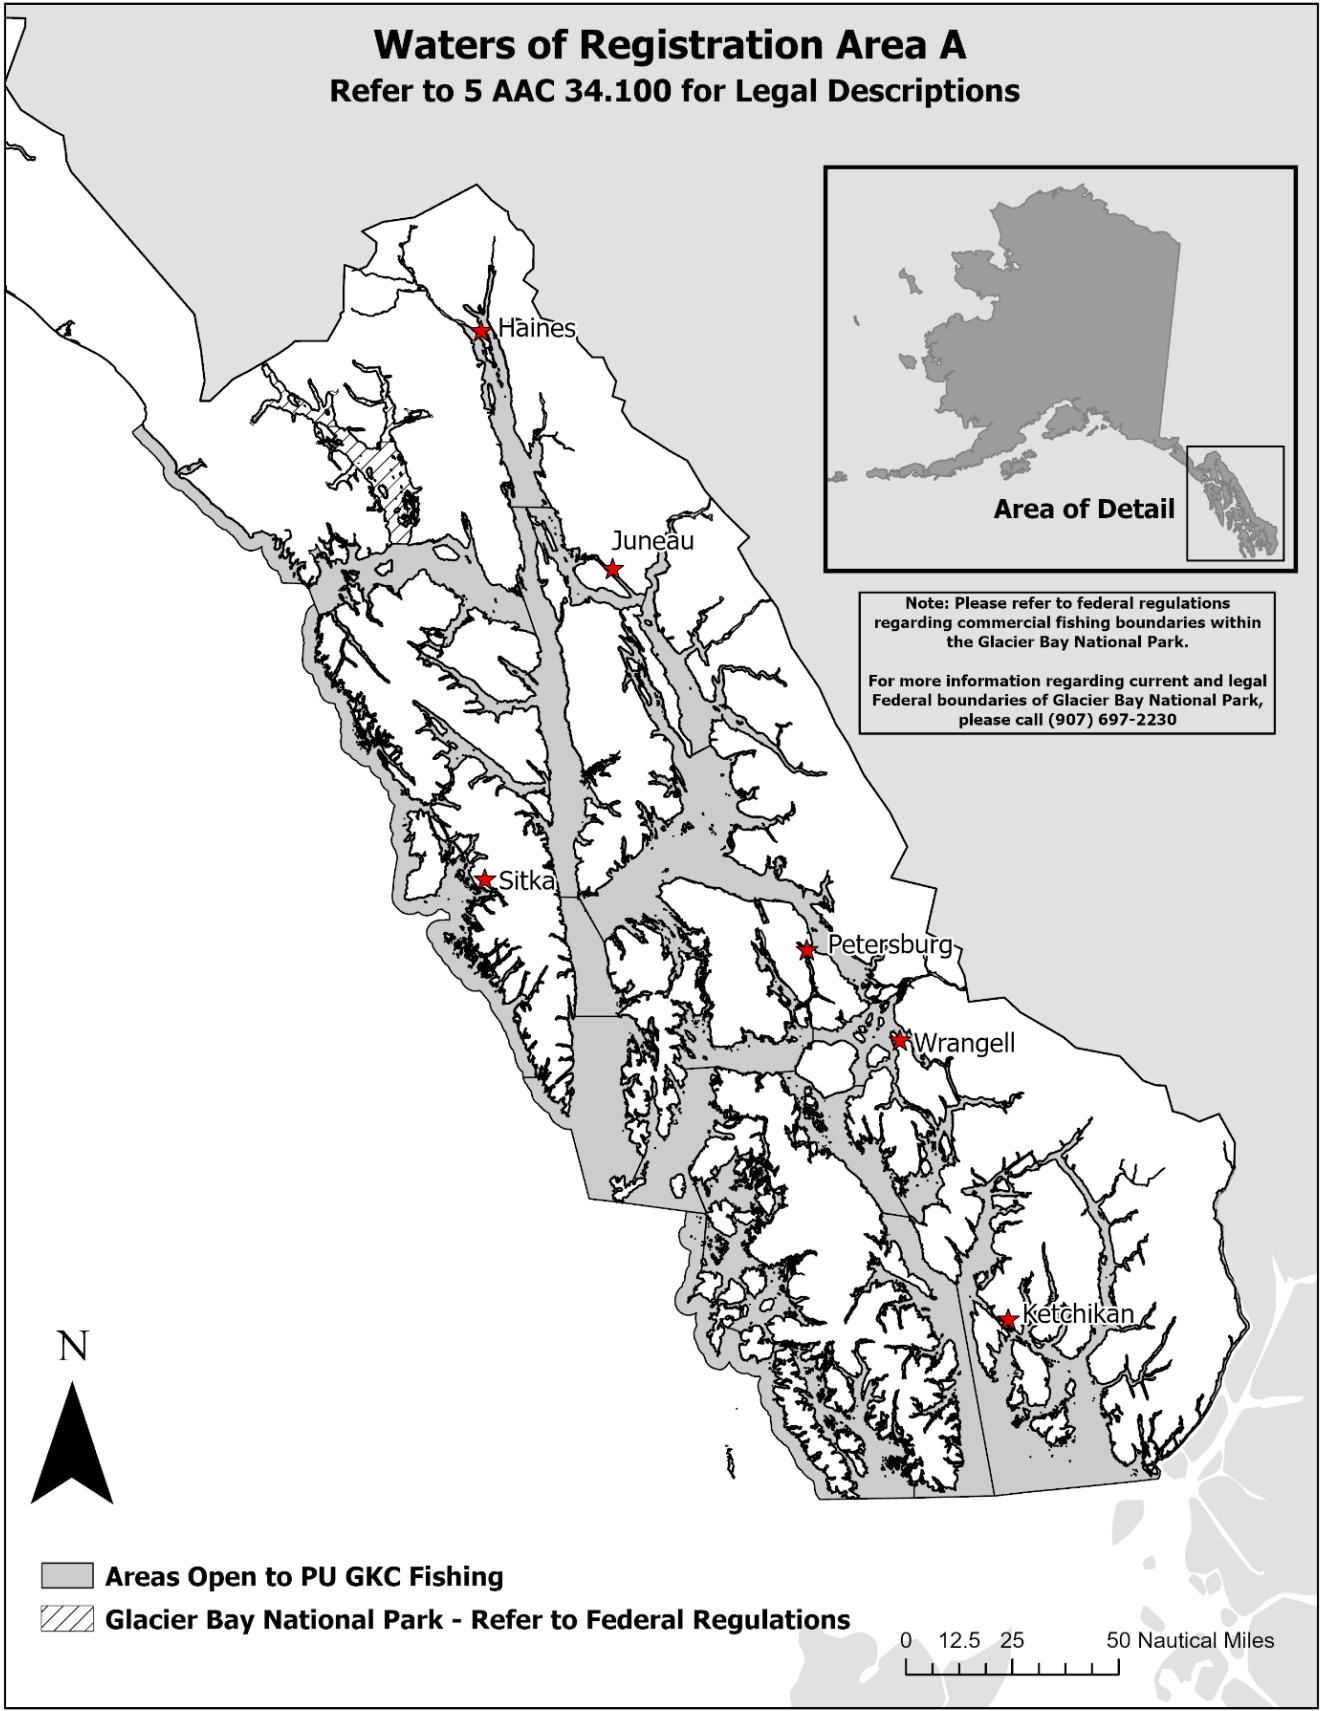 Waters of Registration Area A
Refer to 5 AAC 34.100 for Legal Descriptions
Haines
Juneau
Area of Detail
Note: Please refer to federal regulations
regarding commercial fishing boundaries within
the Glacier Bay National Park.
For more information regarding current and legal
Federal boundaries of Glacier Bay National Park,
please call (907) 697-2230
Sitka
Petersburg
Wrangell
Ketchikan
N
Areas Open to PU GKC Fishing
Glacier Bay National Park - Refer to Federal Regulations
0 12.5 25 50 Nautical Miles